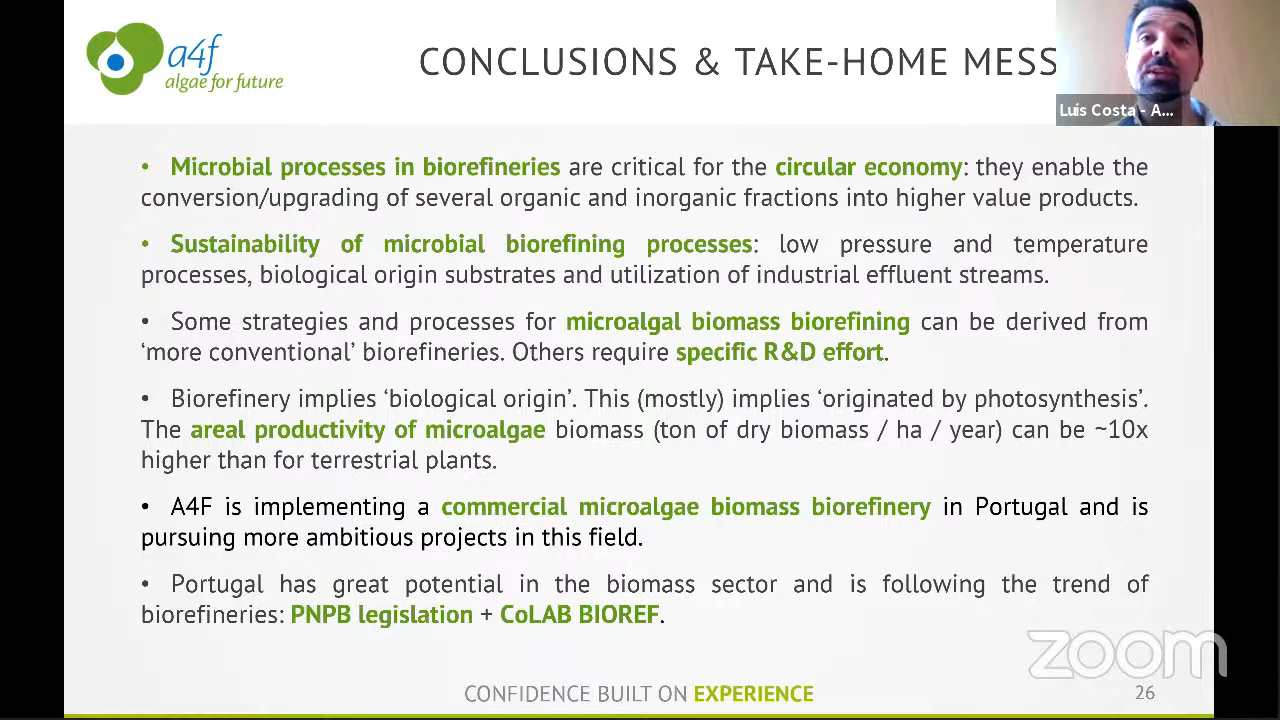 a4f
algae for future
CONCLUSIONS & TAKE-HOME MESS
Luis Costa - A...
• Microbial processes in biorefineries are critical for the circular economy: they enable the
conversion/upgrading of several organic and inorganic fractions into higher value products.
• Sustainability of microbial biorefining processes: low pressure and temperature
processes, biological origin substrates and utilization of industrial effluent streams.
• Some strategies and processes for microalgal biomass biorefining can be derived from
‘more conventional’ biorefineries. Others require specific R&D effort.
• Biorefinery implies ‘biological origin’. This (mostly) implies ‘originated by photosynthesis’.
The areal productivity of microalgae biomass (ton of dry biomass / ha / year) can be ~10x
higher than for terrestrial plants.
• A4F is implementing a commercial microalgae biomass biorefinery in Portugal and is
pursuing more ambitious projects in this field.
• Portugal has great potential in the biomass sector and is following the trend of
biorefineries: PNPB legislation + CoLAB BIOREF.
zoom
CONFIDENCE BUILT ON EXPERIENCE
26